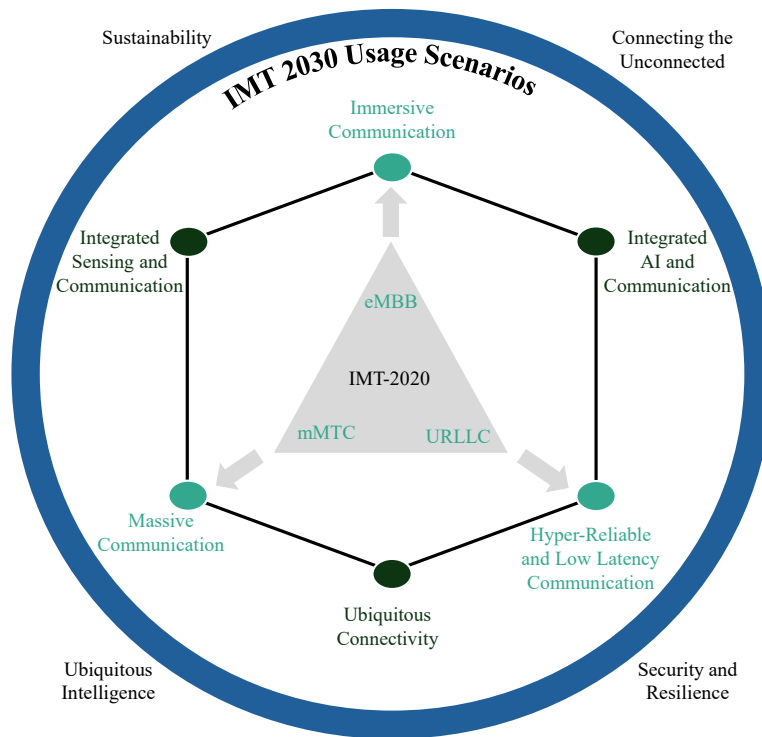 Sustainability
Connecting the
Unconnected
IMT 2030 Usage Scenarios
Immersive
Communication
Integrated
Sensing and
Communication
Integrated
AI and
Communication
eMBB
IMT-2020
mMTC
URLLC
Massive
Communication
Hyper-Reliable
and Low Latency
Communication
Ubiquitous
Connectivity
Ubiquitous
Intelligence
Security and
Resilience